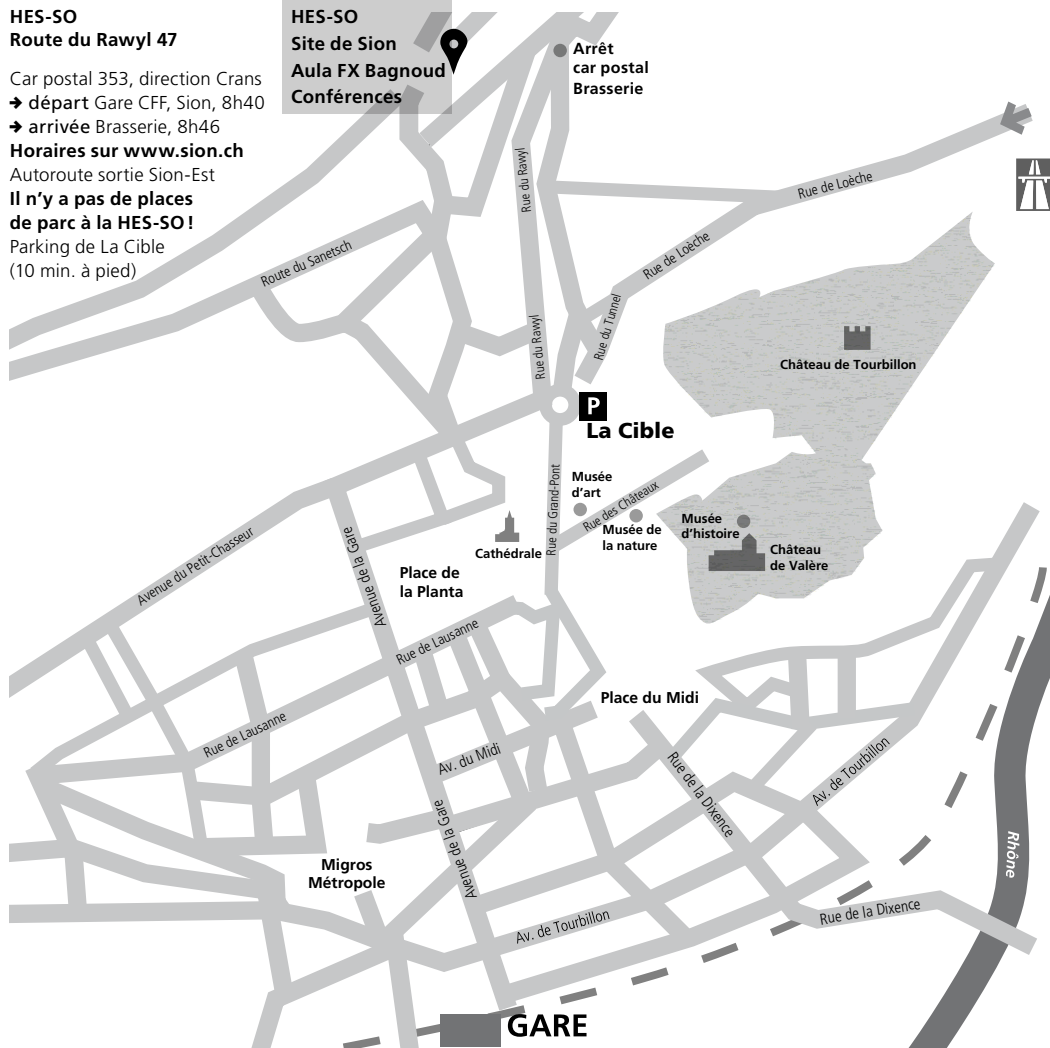 HES-SO
Route du Rawyl 47
Car postal 353, direction Crans
➔ départ Gare CFF, Sion, 8h40
➔ arrivée Brasserie, 8h46
Horaires sur www.sion.ch
Autoroute sortie Sion-Est
Il n’y a pas de places
de parc à la HES-SO !
Parking de La Cible
(10 min. à pied)
HES-SO
Site de Sion
Aula FX Bagnoud
Conférences
Arrêt
car postal
Brasserie
Rue du Rawyl
Rue de Loèche
Route du Sanetsch
Rue de Loèche
Rue du Tunnel
Rue du Rawyl
Château de Tourbillon
P
La Cible
Musée
d’art
Rue du Grand-Pont
Rue des Châteaux
Musée de
la nature
Musée
d’histoire
Château
de Valère
Cathédrale
Avenue du Petit-Chasseur
Avenue de la Gare
Place de
la Planta
Rue de Lausanne
Rue de Lausanne
Place du Midi
Av. du Midi
Rue de la Dixence
Av. de Tourbillon
Avenue de la Gare
Migros
Métropole
Rhône
Av. de Tourbillon
Rue de la Dixence
GARE